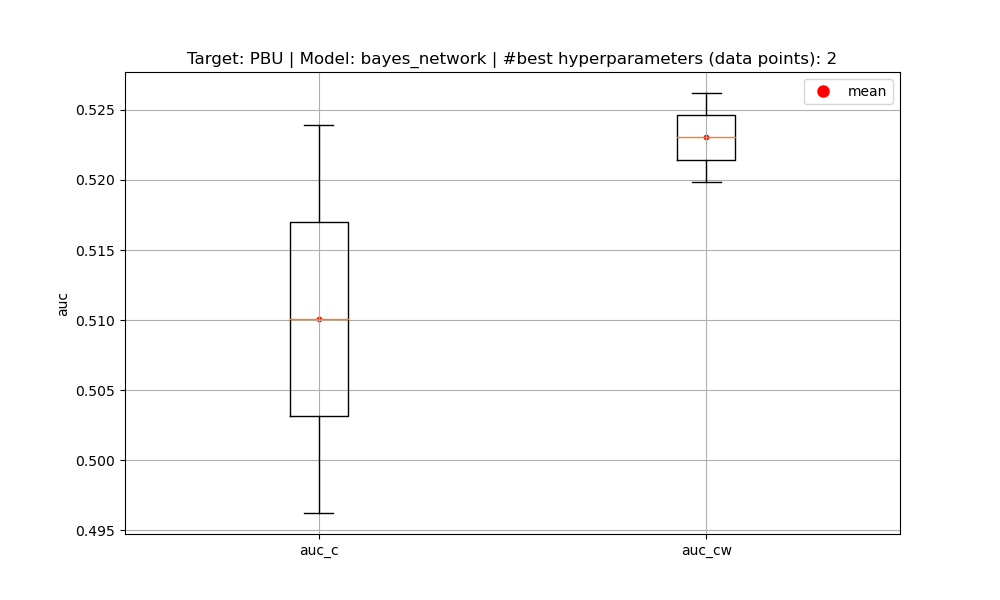 Target: PBU | Model: bayes_network | #best hyperparameters (data points): 2
mean
0.525
0.520
0.515
0.510
0.505
0.500
0.495
auc
auc_c
auc_cw